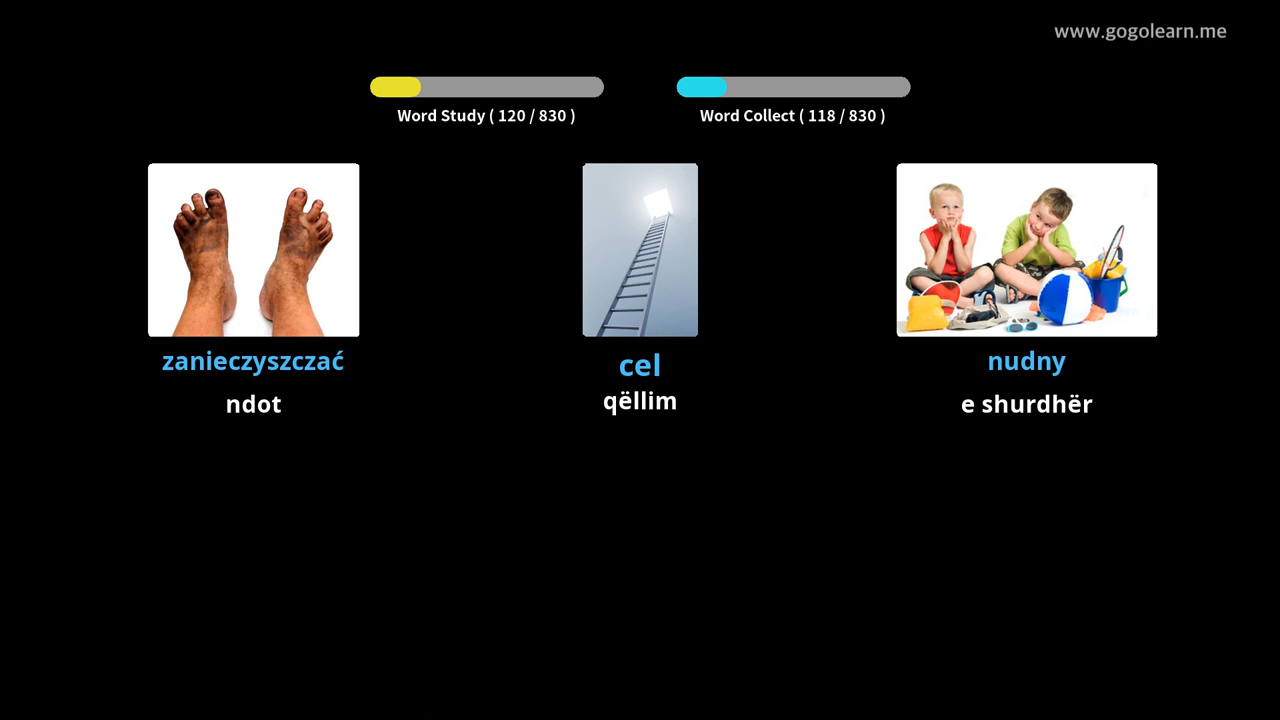 www.gogolearn.me
Word Study ( 120 / 830 )
Word Collect ( 118 / 830 )
zanieczyszczać
cel
nudny
ndot
qëllim
e shurdhër